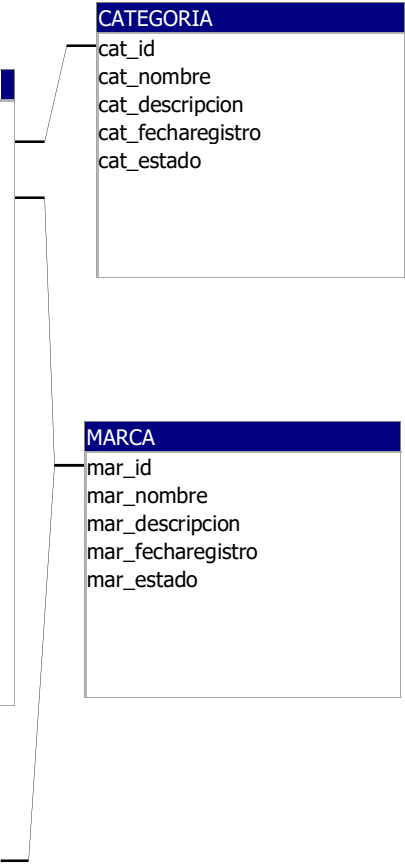 CATEGORIA
cat_id
cat_nombre
cat_descripcion
cat_fecharegistro
cat_estado
MARCA
mar_id
mar_nombre
mar_descripcion
mar_fecharegistro
mar_estado